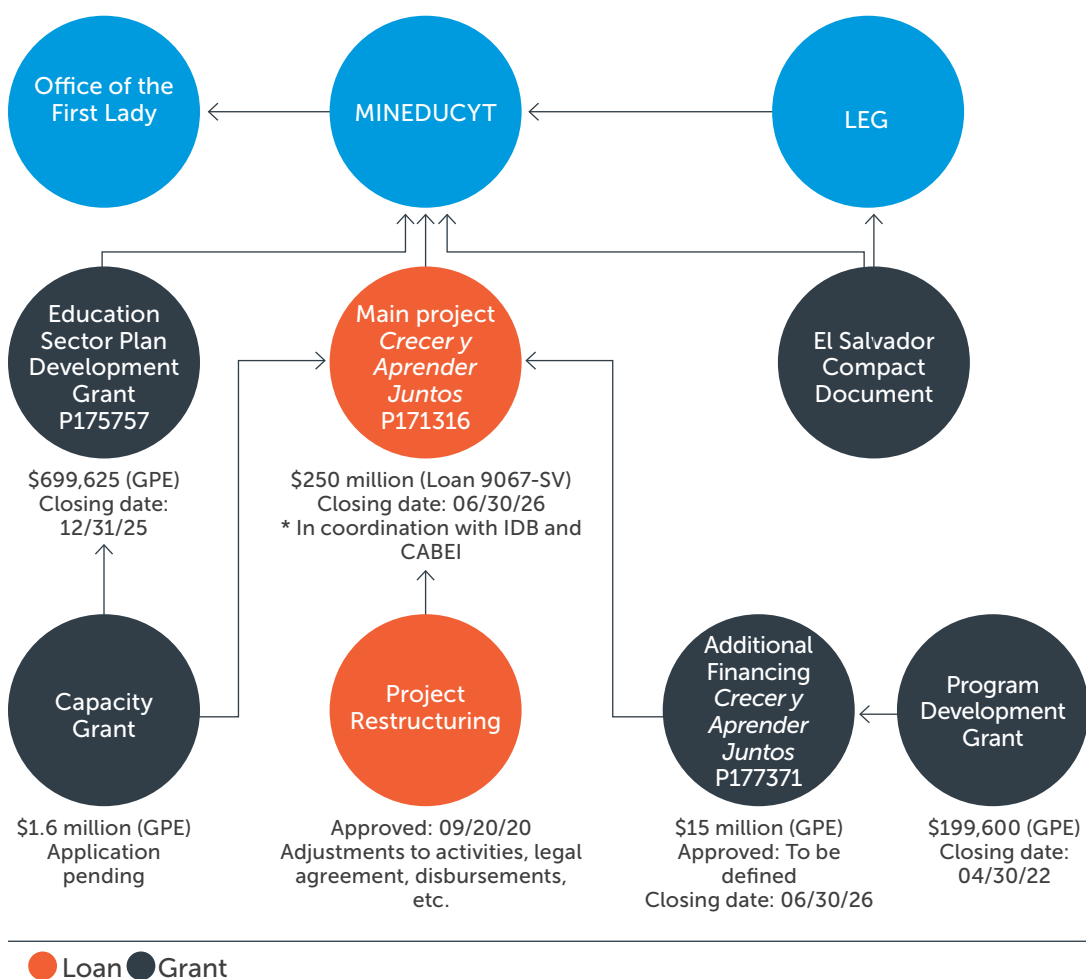 Office of the
First Lady
MINEDUCYT
LEG
Education
Sector Plan
Development
Grant
P175757
Main project
Crecer y
Aprender
Juntos
P171316
El Salvador
Compact
Document
$699,625 (GPE)
Closing date:
12/31/25
$250 million (Loan 9067-SV)
Closing date: 06/30/26
* In coordination with IDB and
CABEI
Capacity
Grant
Project
Restructuring
Additional
Financing
Crecer y
Aprender
Juntos
P177371
Program
Development
Grant
$1.6 million (GPE)
Application
pending
Approved: 09/20/20
Adjustments to activities, legal
agreement, disbursements,
etc.
$15 million (GPE)
Approved: To be
defined
Closing date: 06/30/26
$199,600 (GPE)
Closing date:
04/30/22
Loan Grant